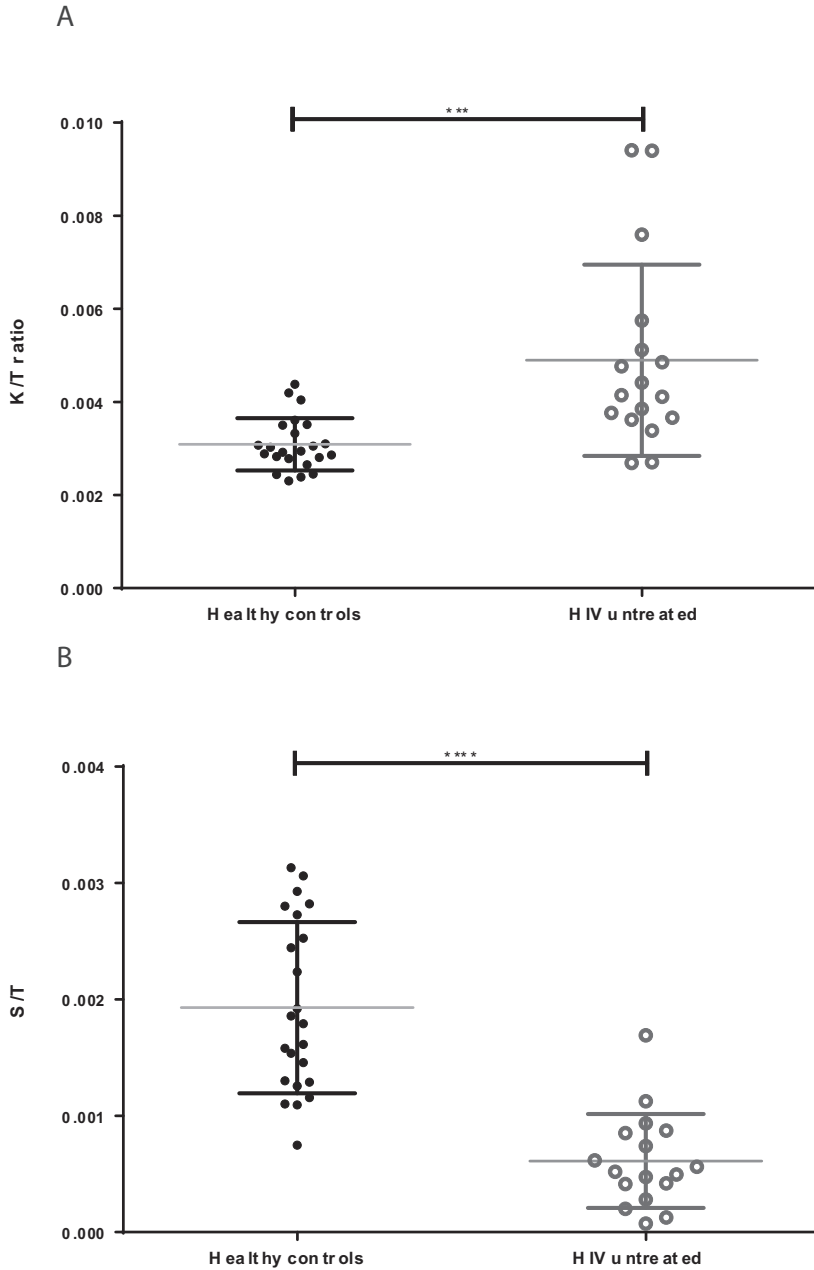 A
***
0.010
0.008
0.006
0.004
0.002
0.000
K/T ratio
Healthy controls
HIV untreated
B
****
0.004
0.003
0.002
0.001
0.000
S/T
Healthy controls
HIV untreated